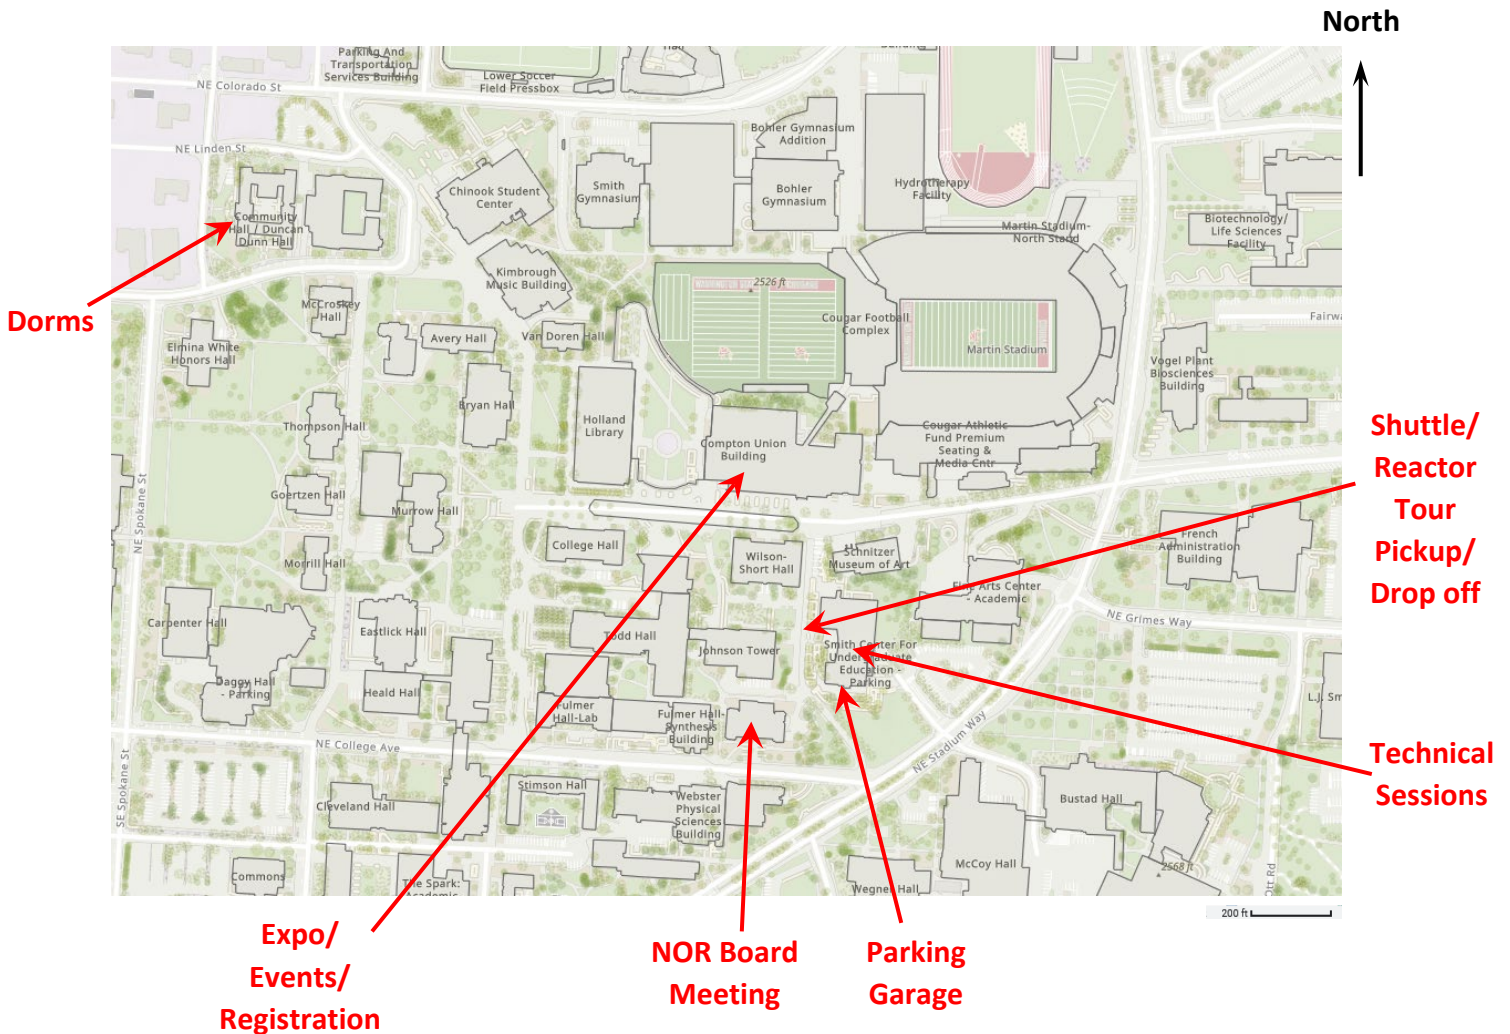 North
Parking And
Transportation
Services Building
Hall
Building
Lower Soccer
Field Pressbox
NE Colorado St
NE Linden St
Bohler Gymnasium
Addition
Chinook Student
Center
Smith
Gymnasium
Bohler
Gymnasium
Hydrotherapy
Facility
Community
Hall / Duncan
Dunn Hall
Martin Stadium-
North Stand
Biotechnology/
Life Sciences
Facility
Kimbrough
Music Building
2526 ft
Dorms
McCroskey
Hall
Avery Hall
Van Doren Hall
Cougar Football
Complex
Martin Stadium
Fairwa
Elmina White
Honors Hall
Vogel Plant
Biosciences
Building
Bryan Hall
Thompson Hall
Holland
Library
Compton Union
Building
Cougar Athletic
Fund Premium
Seating &
Media Cntr
Shuttle/
Reactor
Tour
Pickup/
Drop off
NE Spokane St
Goertzen Hall
Murrow Hall
College Hall
Morrill Hall
Wilson-
Short Hall
Schnitzer
Museum of Art
French
Administration
Building
Fine Arts Center
- Academic
NE Grimes Way
Carpenter Hall
Eastlick Hall
Todd Hall
Johnson Tower
Smith Center For
Undergraduate
Education -
Parking
Daggy Hall
- Parking
Heald Hall
Fulmer
Hall-Lab
Fulmer Hall-
Synthesis
Building
L.J. Sm
NE College Ave
NE Stadium Way
SE Spokane St
Technical
Sessions
Cleveland Hall
Stimson Hall
Webster
Physical
Sciences
Building
Bustad Hall
McCoy Hall
2568 ft
Ott Rd
Commons
The Spark:
Academic
Wegner Hall
200 ft
Expo/
Events/
Registration
NOR Board
Meeting
Parking
Garage